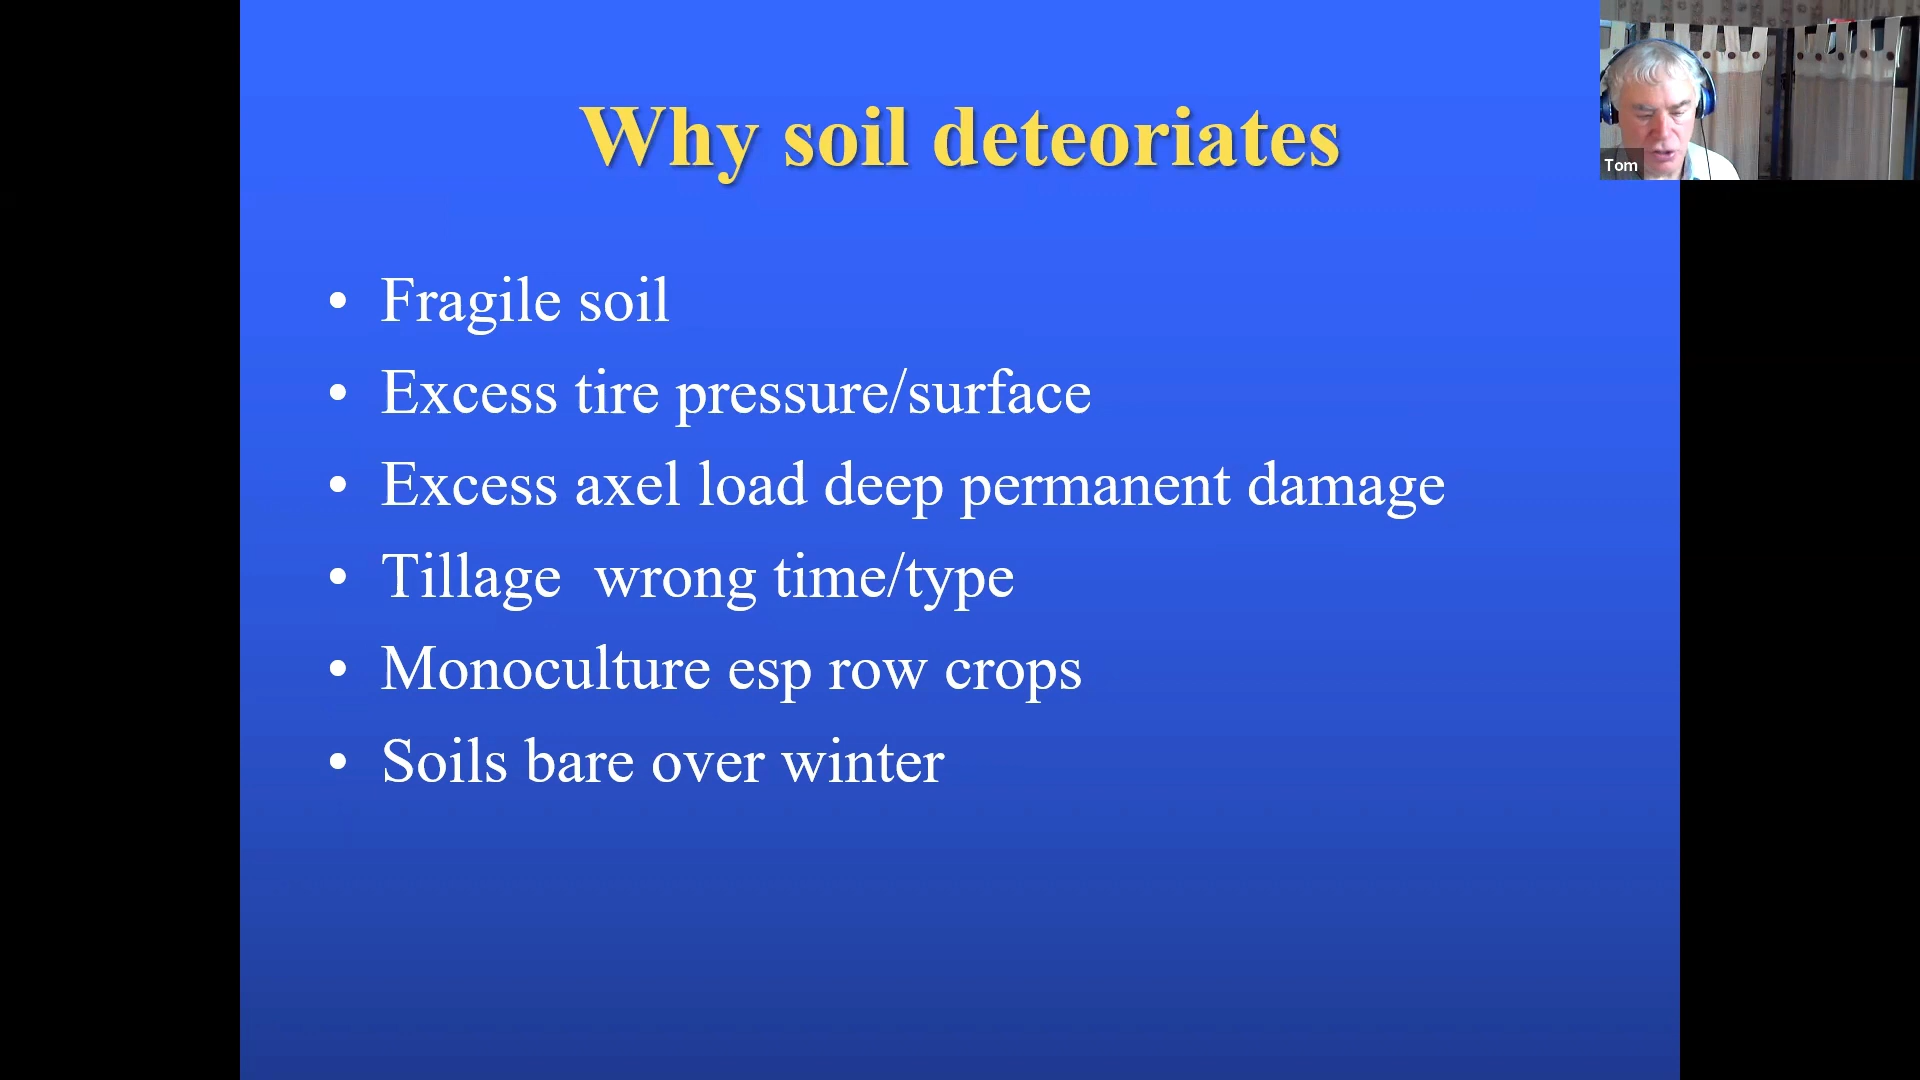 Why soil deteoriates
• Fragile soil
• Excess tire pressure/surface
• Excess axel load deep permanent damage
• Tillage  wrong time/type
• Monoculture esp row crops
• Soils bare over winter
Tom